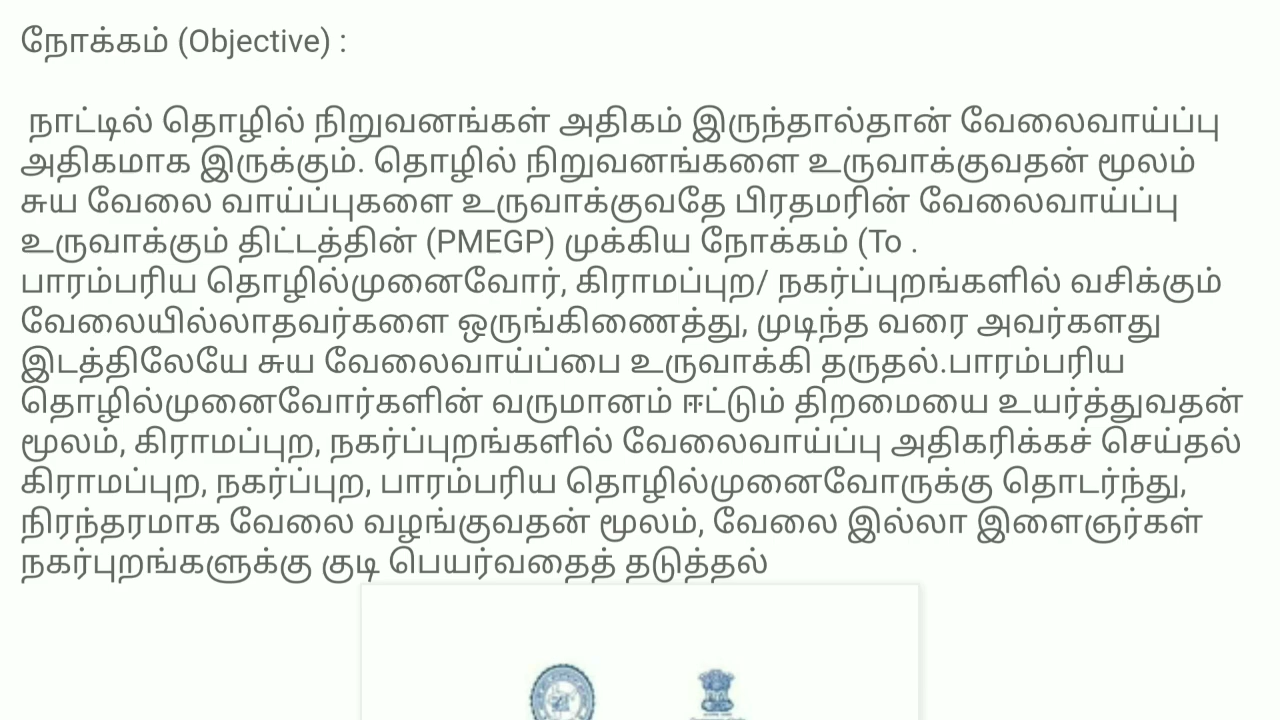 நோக்கம் (Objective) :
நாட்டில் தொழில் நிறுவனங்கள் அதிகம் இருந்தால்தான் வேலைவாய்ப்பு
அதிகமாக இருக்கும். தொழில் நிறுவனங்களை உருவாக்குவதன் மூலம்
சுய வேலை வாய்ப்புகளை உருவாக்குவதே பிரதமரின் வேலைவாய்ப்பு
உருவாக்கும் திட்டத்தின் (PMEGP) முக்கிய நோக்கம் (To .
பாரம்பரிய தொழில்முனைவோர், கிராமப்புற/ நகர்ப்புறங்களில் வசிக்கும்
வேலையில்லாதவர்களை ஒருங்கிணைத்து, முடிந்த வரை அவர்களது
இடத்திலேயே சுய வேலைவாய்ப்பை உருவாக்கி தருதல்.பாரம்பரிய
தொழில்முனைவோர்களின் வருமானம் ஈட்டும் திறமையை உயர்த்துவதன்
மூலம், கிராமப்புற, நகர்ப்புறங்களில் வேலைவாய்ப்பு அதிகரிக்கச் செய்தல்
கிராமப்புற, நகர்ப்புற, பாரம்பரிய தொழில்முனைவோருக்கு தொடர்ந்து,
நிரந்தரமாக வேலை வழங்குவதன் மூலம், வேலை இல்லா இளைஞர்கள்
நகர்புறங்களுக்கு குடி பெயர்வதைத் தடுத்தல்